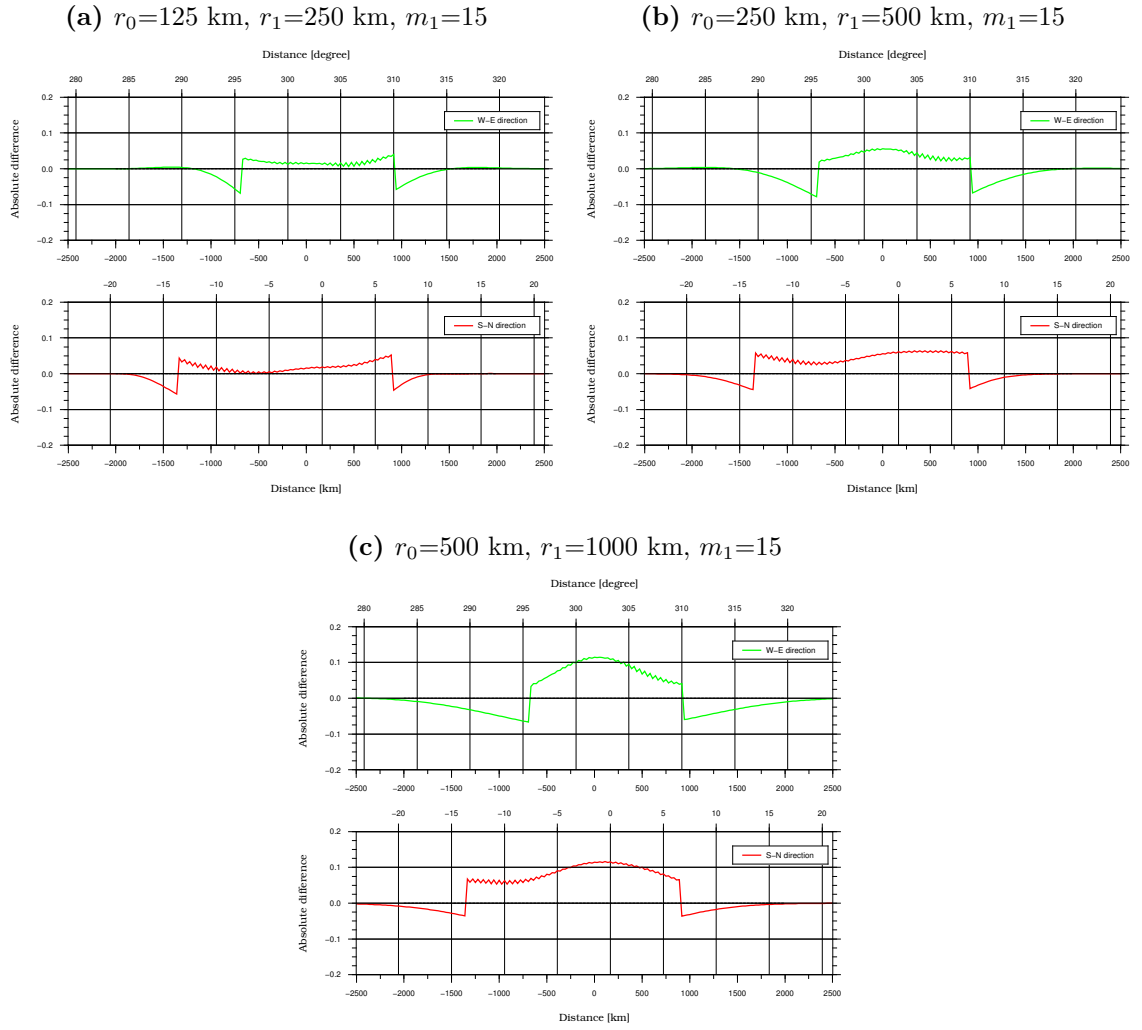 (a) r₀=125 km, r₁=250 km, m₁=15
Distance [degree]
280 285 290 295 300 305 310 315 320
Absolute difference
0.2
0.1
0.0
−0.1
−0.2
W−E direction
−2500 −2000 −1500 −1000 −500 0 500 1000 1500 2000 2500
−20 −15 −10 −5 0 5 10 15 20
Absolute difference
0.2
0.1
0.0
−0.1
−0.2
S−N direction
−2500 −2000 −1500 −1000 −500 0 500 1000 1500 2000 2500
Distance [km]
(b) r₀=250 km, r₁=500 km, m₁=15
Distance [degree]
280 285 290 295 300 305 310 315 320
Absolute difference
0.2
0.1
0.0
−0.1
−0.2
W−E direction
−2500 −2000 −1500 −1000 −500 0 500 1000 1500 2000 2500
−20 −15 −10 −5 0 5 10 15 20
Absolute difference
0.2
0.1
0.0
−0.1
−0.2
S−N direction
−2500 −2000 −1500 −1000 −500 0 500 1000 1500 2000 2500
Distance [km]
(c) r₀=500 km, r₁=1000 km, m₁=15
Distance [degree]
280 285 290 295 300 305 310 315 320
Absolute difference
0.2
0.1
0.0
−0.1
−0.2
W−E direction
−2500 −2000 −1500 −1000 −500 0 500 1000 1500 2000 2500
−20 −15 −10 −5 0 5 10 15 20
Absolute difference
0.2
0.1
0.0
−0.1
−0.2
S−N direction
−2500 −2000 −1500 −1000 −500 0 500 1000 1500 2000 2500
Distance [km]